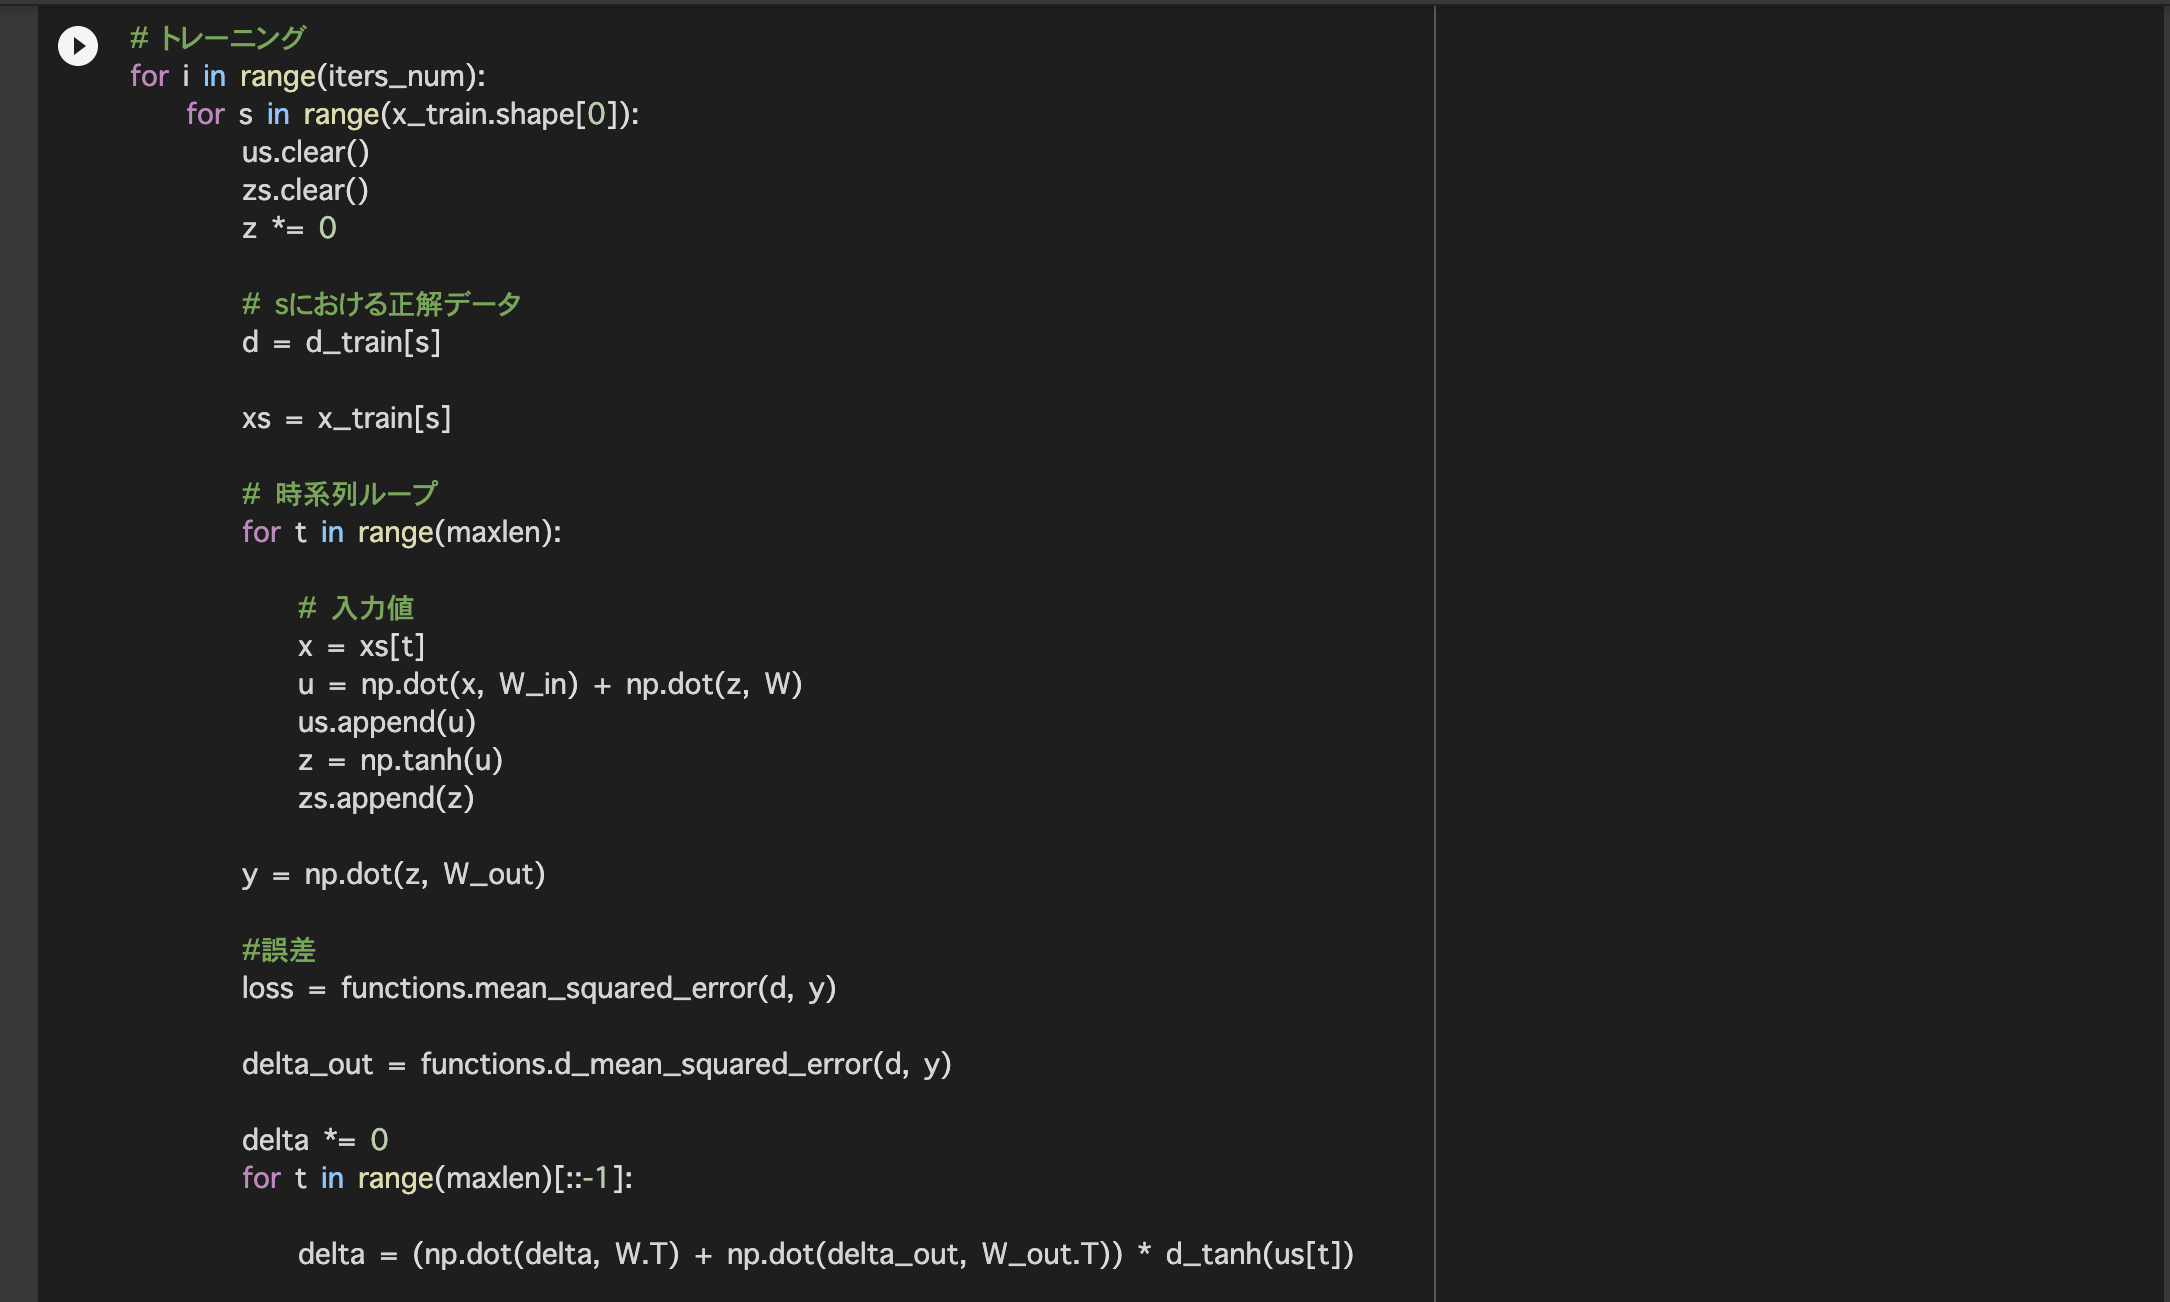 # トレーニング
for i in range(iters_num):
for s in range(x_train.shape[0]):
us.clear()
zs.clear()
z *= 0
# sにおける正解データ
d = d_train[s]
xs = x_train[s]
# 時系列ループ
for t in range(maxlen):
# 入力値
x = xs[t]
u = np.dot(x, W_in) + np.dot(z, W)
us.append(u)
z = np.tanh(u)
zs.append(z)
y = np.dot(z, W_out)
#誤差
loss = functions.mean_squared_error(d, y)
delta_out = functions.d_mean_squared_error(d, y)
delta *= 0
for t in range(maxlen)[::-1]:
delta = (np.dot(delta, W.T) + np.dot(delta_out, W_out.T)) * d_tanh(us[t])